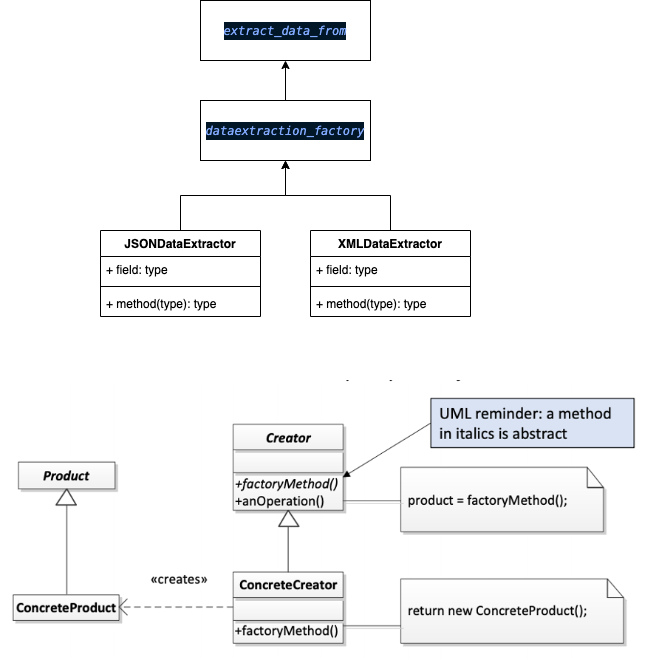 extract_data_from
dataextraction_factory
JSONDataExtractor
+ field: type
+ method(type): type
XMLDataExtractor
+ field: type
+ method(type): type
UML reminder: a method
in italics is abstract
Creator
+factoryMethod()
+anOperation()
product = factoryMethod();
Product
«creates»
ConcreteProduct
ConcreteCreator
+factoryMethod()
return new ConcreteProduct();